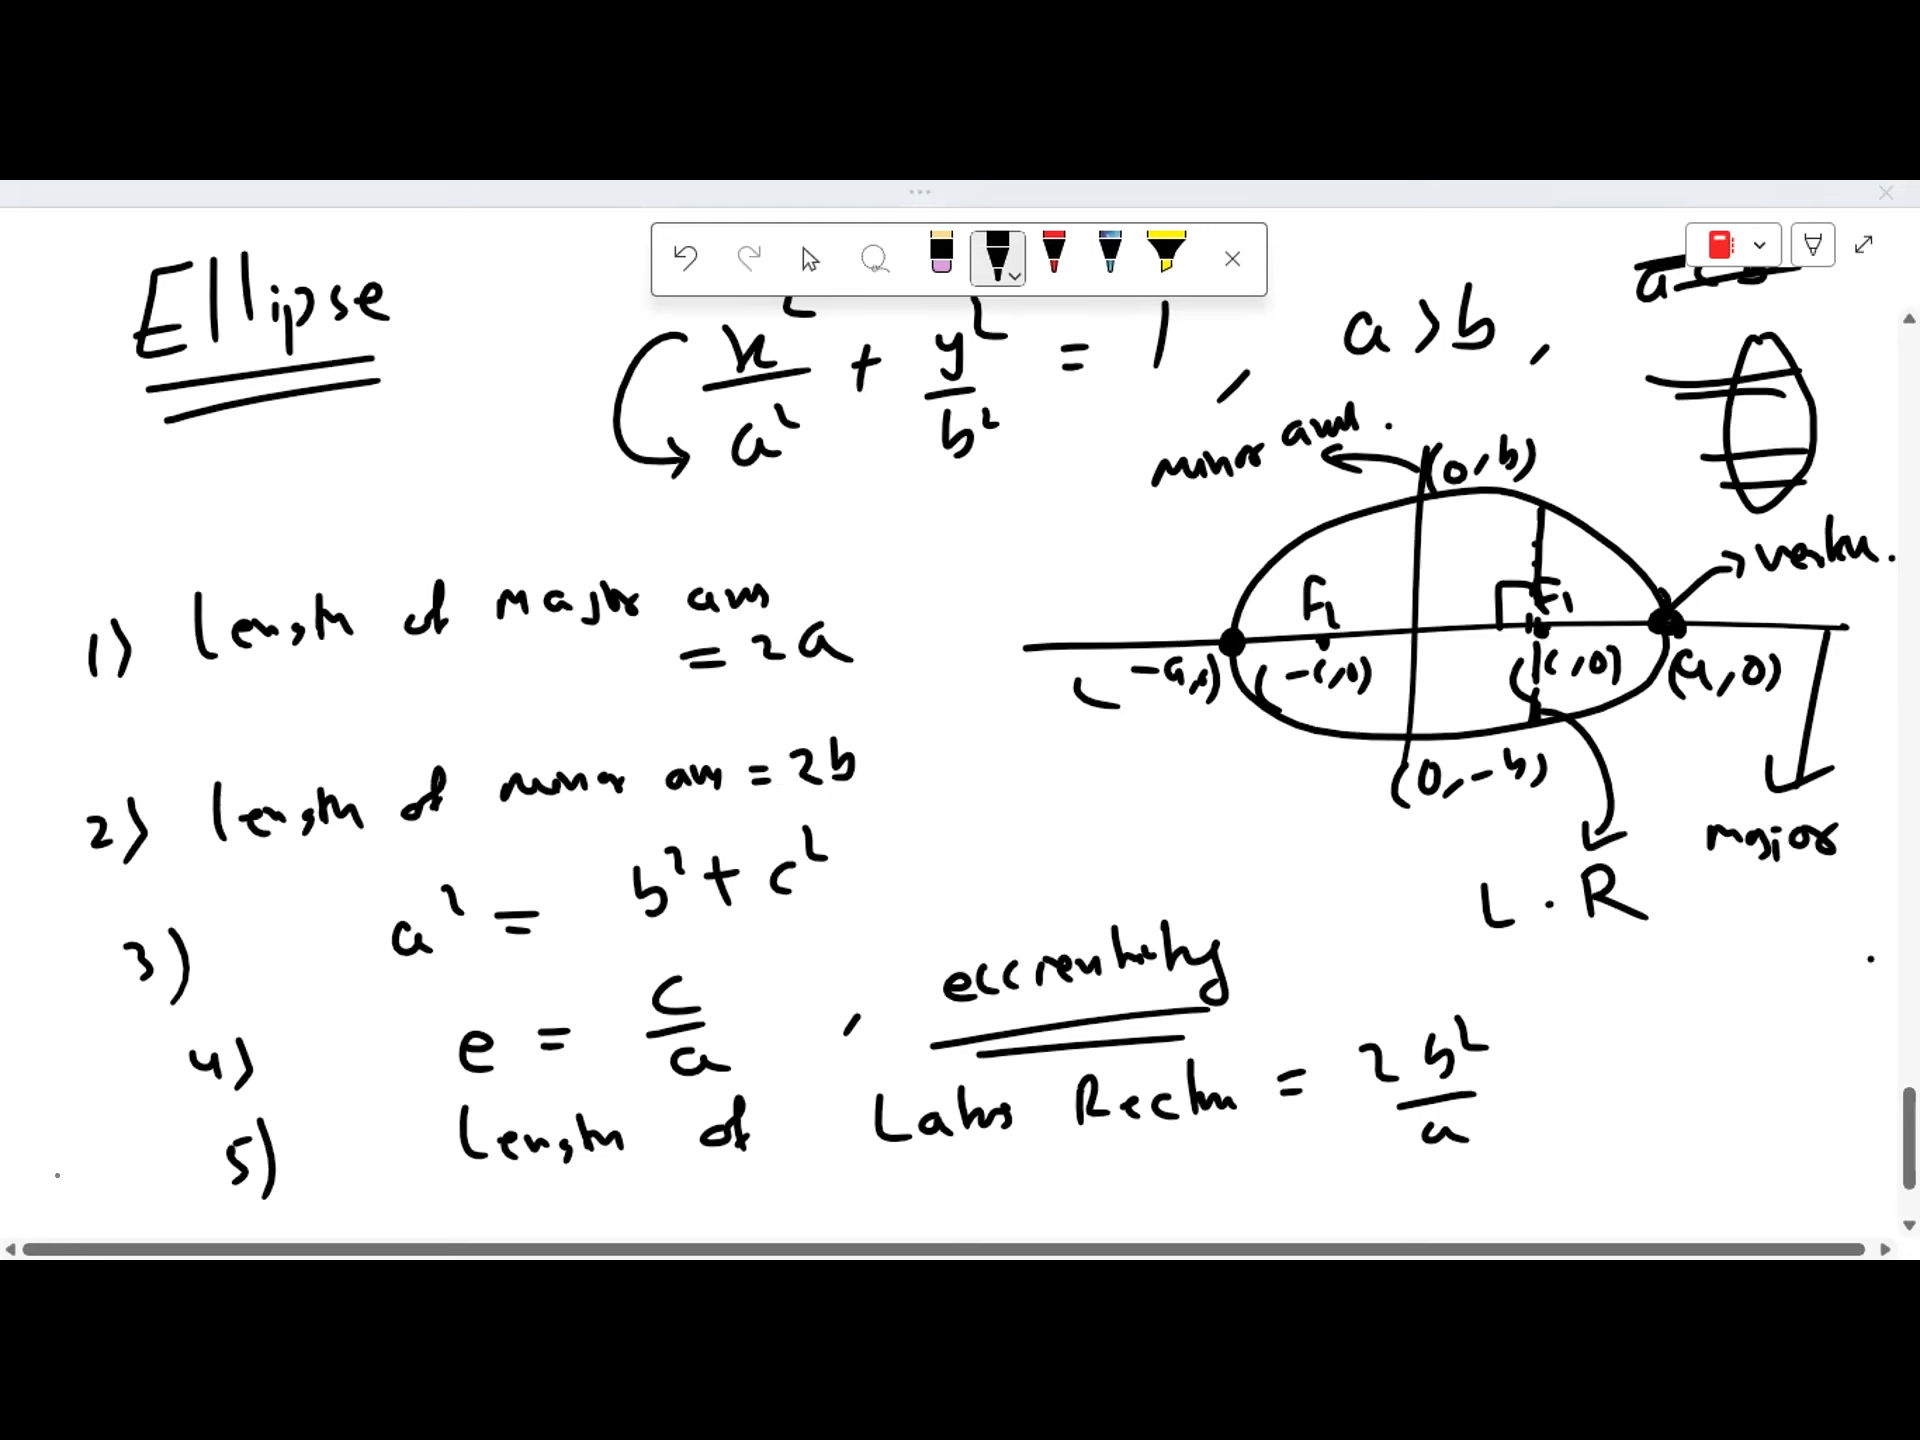 Ellipse
x²/a² + y²/b² = 1 , a > b ,
minor axis .
(0, b)
vertex .
F₂ F₁
(-a,0) (-c,0) (c,0) (a,0)
(0,-b)
major
L . R
1) Length of major axis
= 2a
2) Length of minor axis = 2b
3) a² = b² + c²
4) e = c/a , eccentricity
5) Length of Latus Rectum = 2b²/a